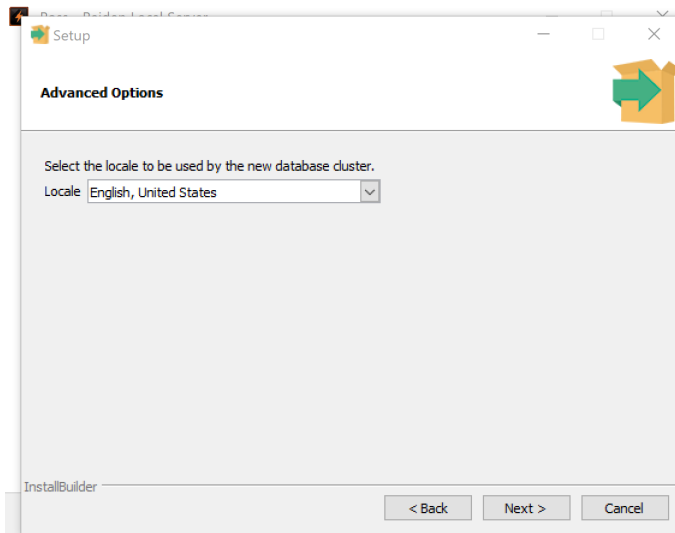 Setup
Advanced Options
Select the locale to be used by the new database cluster.
Locale English, United States
InstallBuilder
< Back Next > Cancel